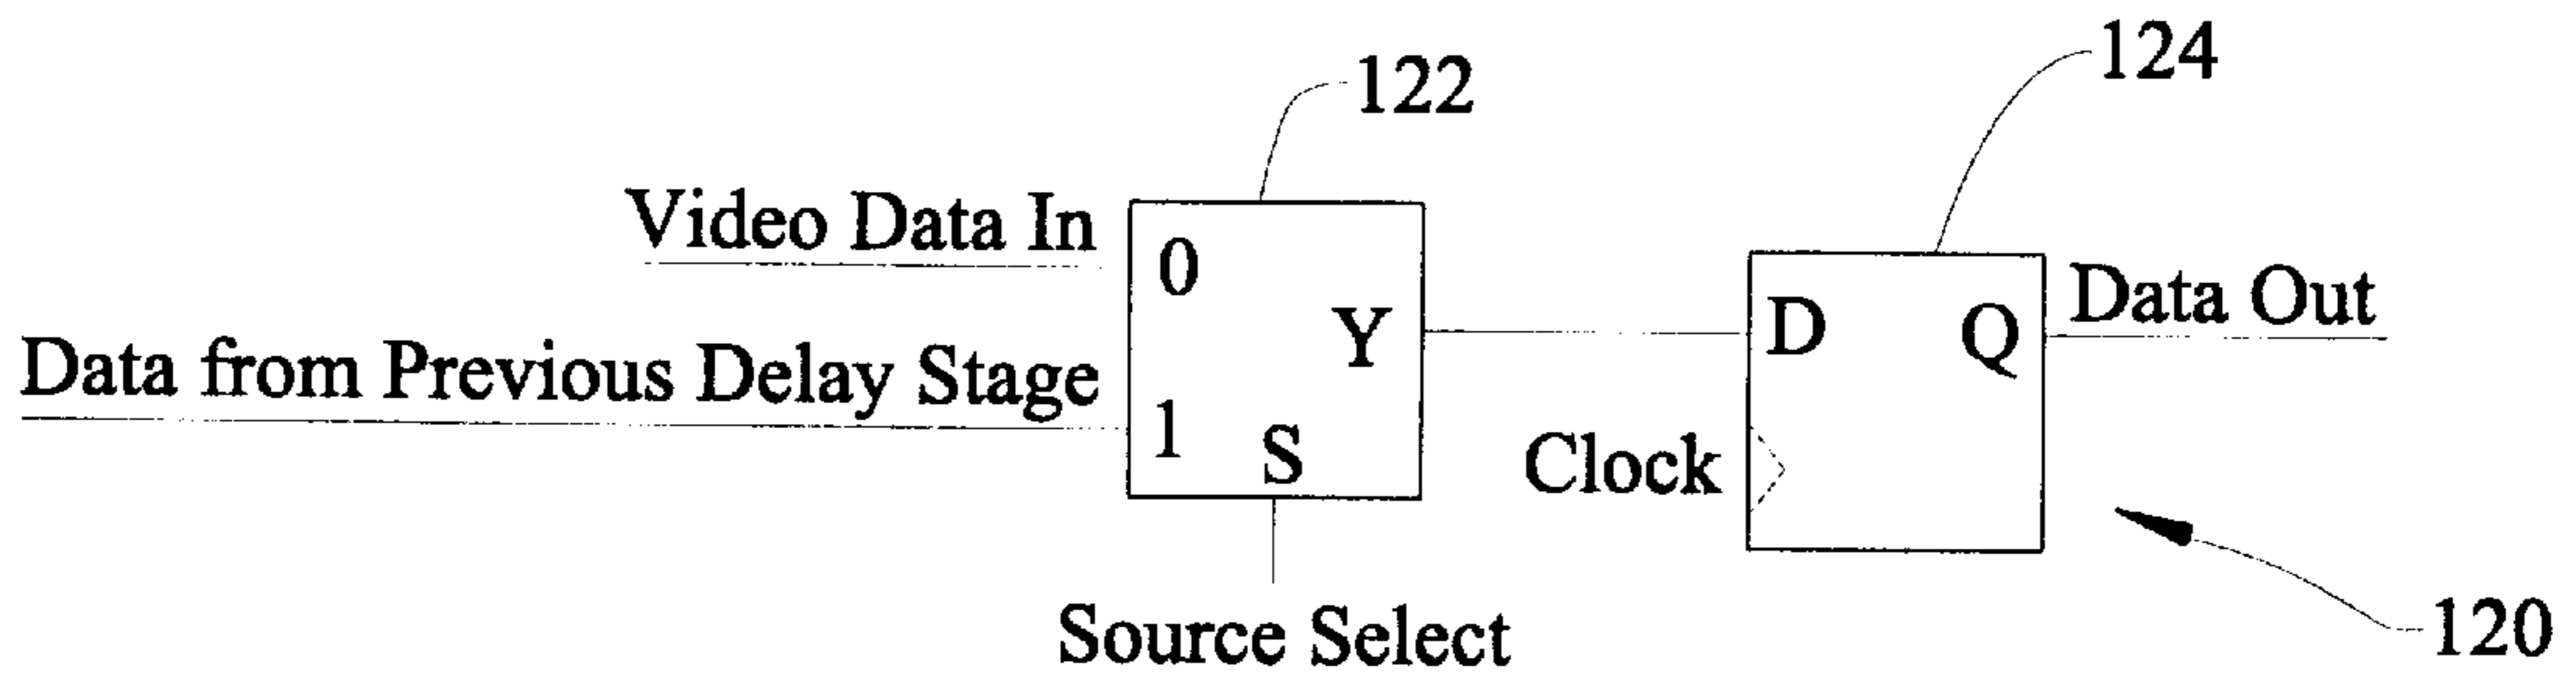 124
122
Video Data In
0
Data Out
Y
D
Q
Data from Previous Delay Stage
1
S
Clock
Source Select
120